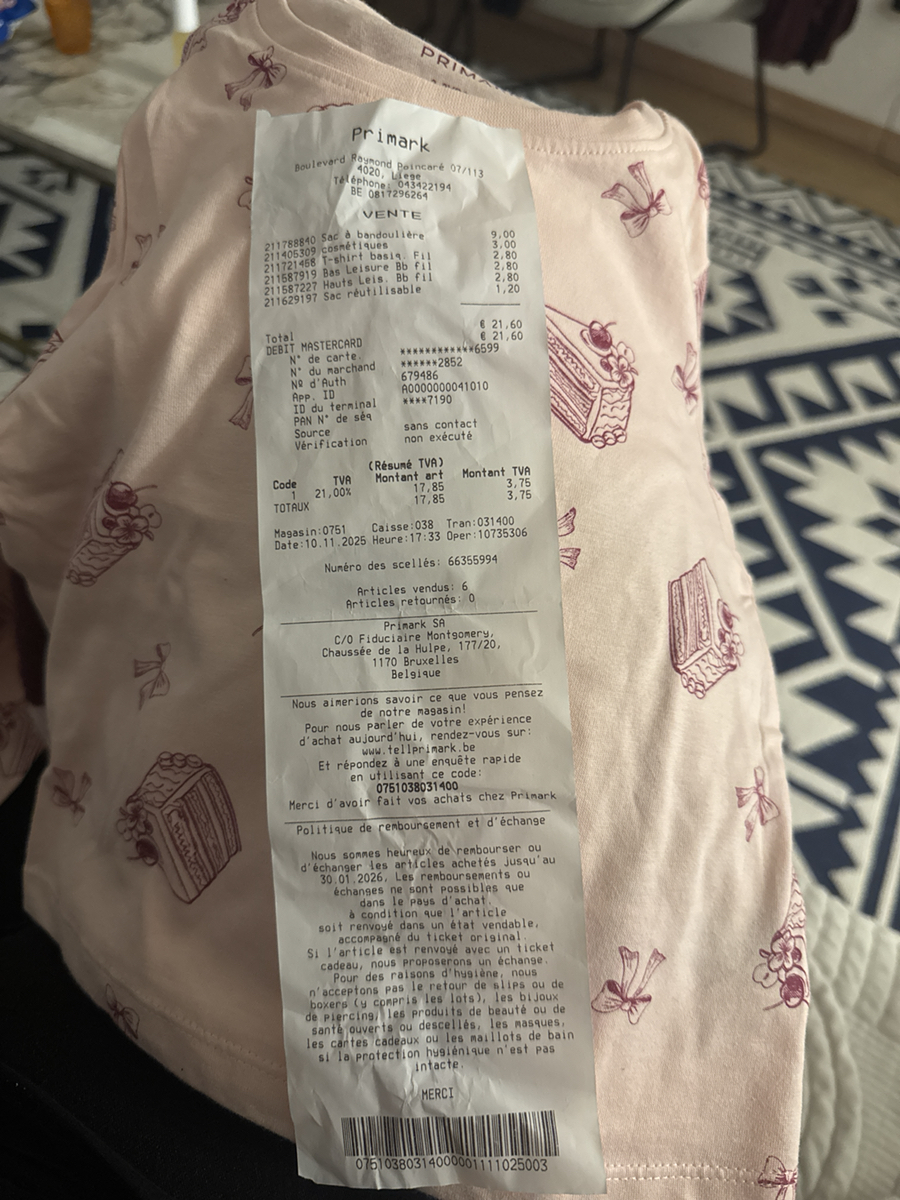 PRIM
Primark
Boulevard Raymond Poincaré 07/113
4020, Liege
Téléphone: 043422194
BE 0817296264
VENTE
211788840 Sac à bandoulière 9,00
211405309 cosmétiques 3,00
211721468 T-shirt basiq. Fil 2,80
211587919 Bas Leisure Bb fil 2,80
211587227 Hauts Leis. Bb fil 2,80
211629197 Sac réutilisable 1,20
Total € 21,60
DEBIT MASTERCARD € 21,60
N° de carte. ************6599
N° du marchand ******2852
Nº d'Auth 679486
App. ID A0000000041010
ID du terminal ****7190
PAN N° de séq
Source sans contact
Vérification non exécuté
(Résumé TVA)
Code TVA Montant art Montant TVA
1 21,00% 17,85 3,75
TOTAUX 17,85 3,75
Magasin:0751 Caisse:038 Tran:031400
Date:10.11.2025 Heure:17:33 Oper:10735306
Numéro des scellés: 66355994
Articles vendus: 6
Articles retournés: 0
Primark SA
C/O Fiduciaire Montgomery,
Chaussée de la Hulpe, 177/20,
1170 Bruxelles
Belgique
Nous aimerions savoir ce que vous pensez
de notre magasin!
Pour nous parler de votre expérience
d'achat aujourd'hui, rendez-vous sur:
www.tellprimark.be
Et répondez à une enquête rapide
en utilisant ce code:
0751038031400
Merci d'avoir fait vos achats chez Primark
Politique de remboursement et d'échange
Nous sommes heureux de rembourser ou
d'échanger les articles achetés jusqu'au
30.01.2026. Les remboursements ou
échanges ne sont possibles que
dans le pays d'achat.
à condition que l'article
soit renvoyé dans un état vendable,
accompagné du ticket original.
Si l'article est renvoyé avec un ticket
cadeau, nous proposerons un échange.
Pour des raisons d'hygiène, nous
n'acceptons pas le retour de slips ou de
boxers (y compris les lots), les bijoux
de piercing, les produits de beauté ou de
santé ouverts ou descellés, les masques,
les cartes cadeaux ou les maillots de bain
si la protection hygiénique n'est pas
intacte.
MERCI
0751038031400001111025003